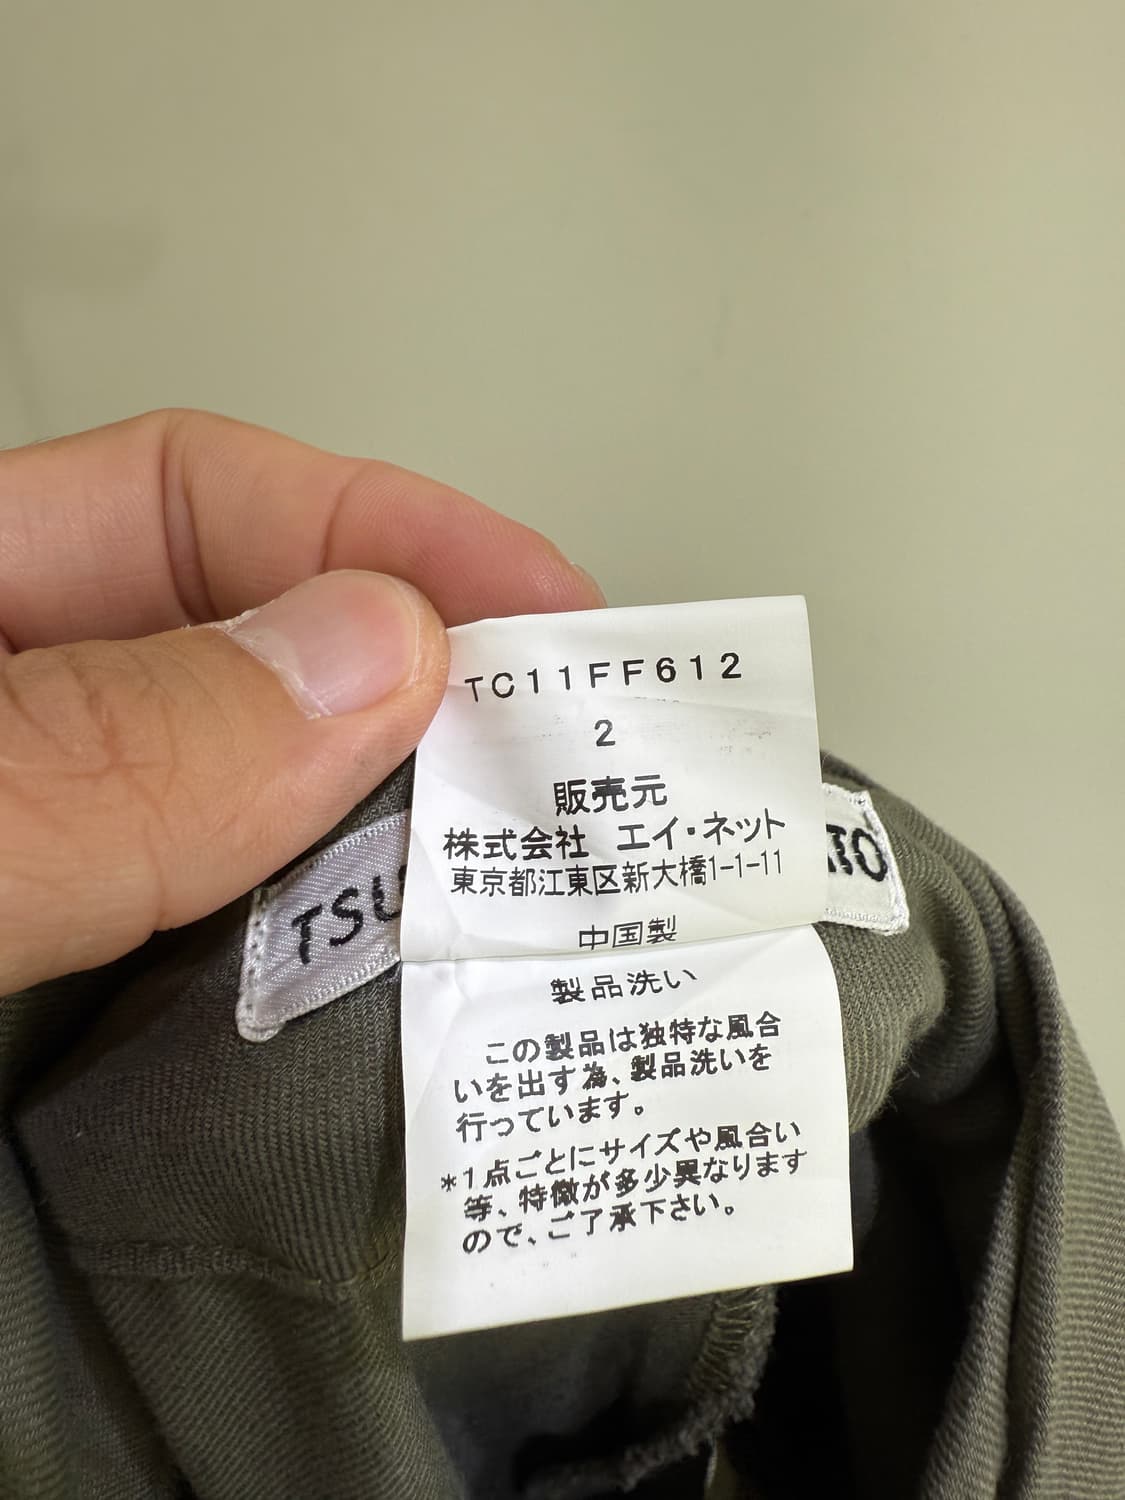 TC11FF612
2
販売元
株式会社 エイ・ネット
東京都江東区新大橋1-1-11
TSU
TO
中国製
製品洗い
この製品は独特な風合
いを出す為、製品洗いを
行っています。
*1点ごとにサイズや風合い
等、特徴が多少異なります
ので、ご了承下さい。